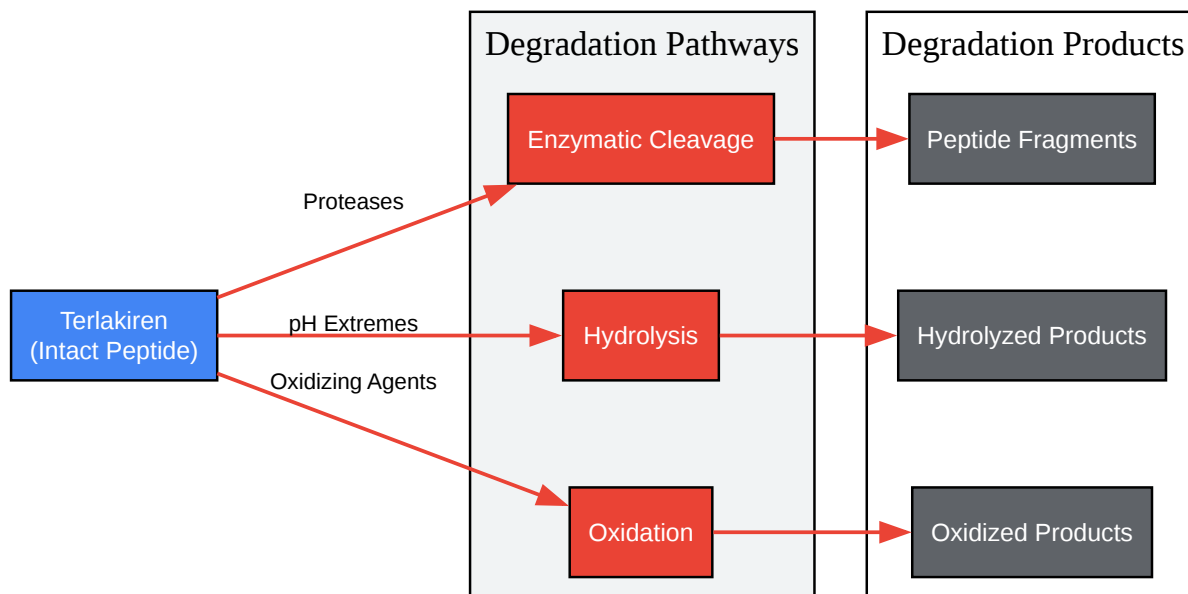 Degradation Pathways
Degradation Products
Enzymatic Cleavage
Peptide Fragments
Proteases
Terlakiren
(Intact Peptide)
pH Extremes
Hydrolysis
Hydrolyzed Products
Oxidizing Agents
Oxidation
Oxidized Products